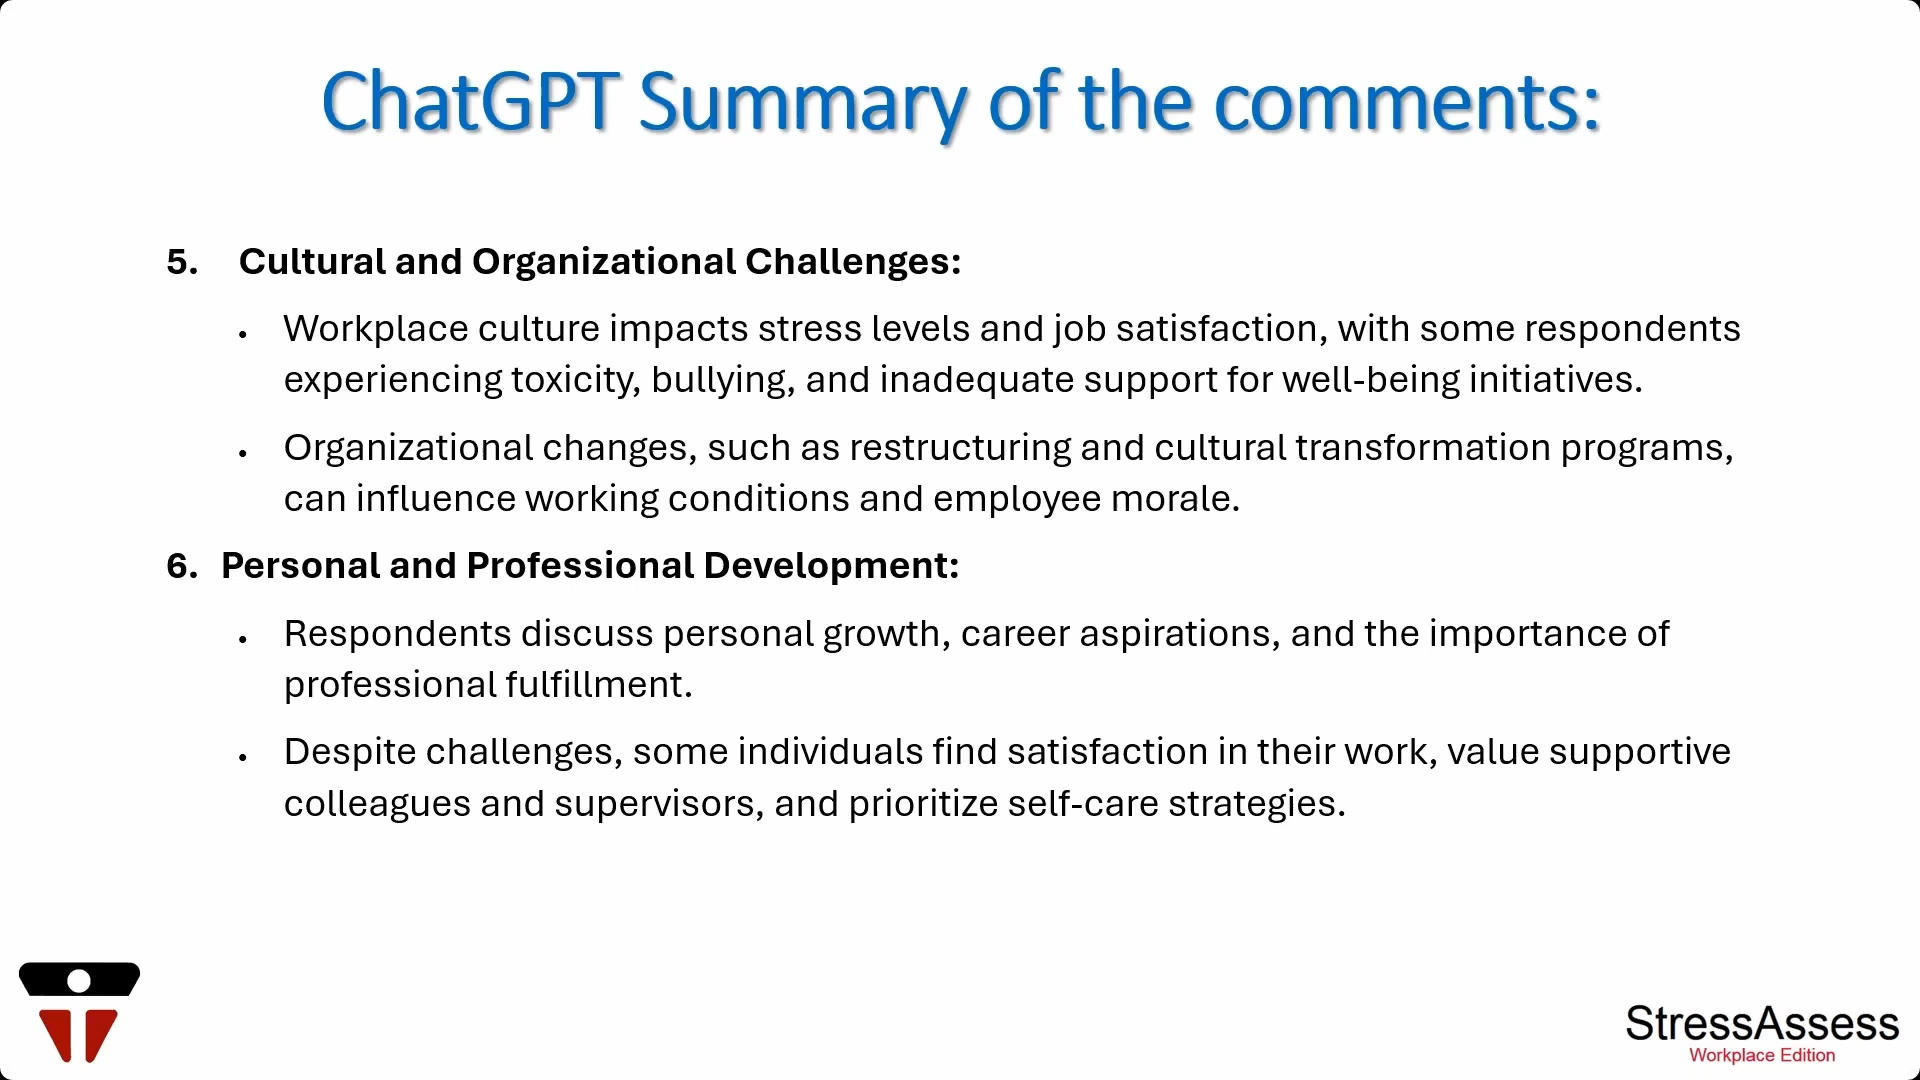 ChatGPT Summary of the comments:
5. Cultural and Organizational Challenges:
• Workplace culture impacts stress levels and job satisfaction, with some respondents
experiencing toxicity, bullying, and inadequate support for well-being initiatives.
• Organizational changes, such as restructuring and cultural transformation programs,
can influence working conditions and employee morale.
6. Personal and Professional Development:
• Respondents discuss personal growth, career aspirations, and the importance of
professional fulfillment.
• Despite challenges, some individuals find satisfaction in their work, value supportive
colleagues and supervisors, and prioritize self-care strategies.
StressAssess
Workplace Edition